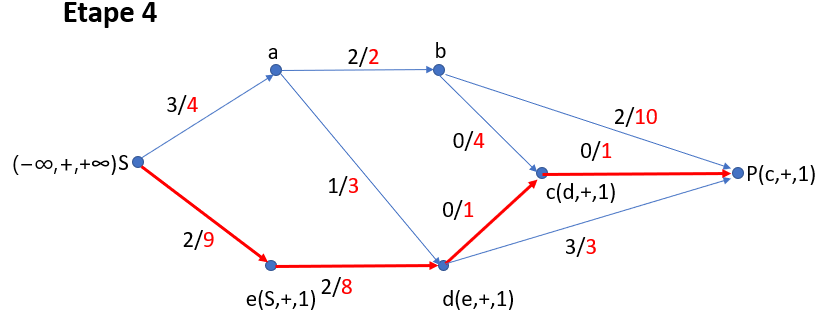 Etape 4
a
b
2/2
3/4
2/10
0/4
0/1
(−∞,+,+∞)S
P(c,+,1)
1/3
c(d,+,1)
0/1
2/9
3/3
2/8
e(S,+,1)
d(e,+,1)